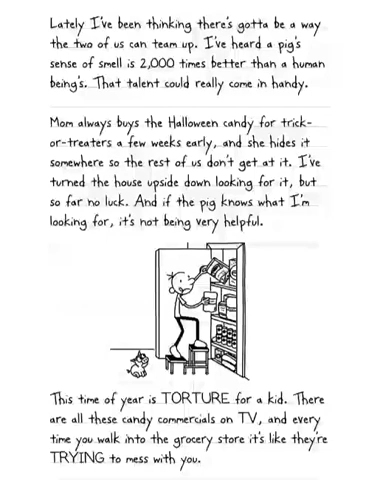 Lately I've been thinking there's gotta be a way
the two of us can team up. I've heard a pig's
sense of smell is 2,000 times better than a human
being's. That talent could really come in handy.
Mom always buys the Halloween candy for trick-
or-treaters a few weeks early, and she hides it
somewhere so the rest of us don't get at it. I've
turned the house upside down looking for it, but
so far no luck. And if the pig knows what I'm
looking for, it's not being very helpful.
This time of year is TORTURE for a kid. There
are all these candy commercials on TV, and every
time you walk into the grocery store it's like they're
TRYING to mess with you.